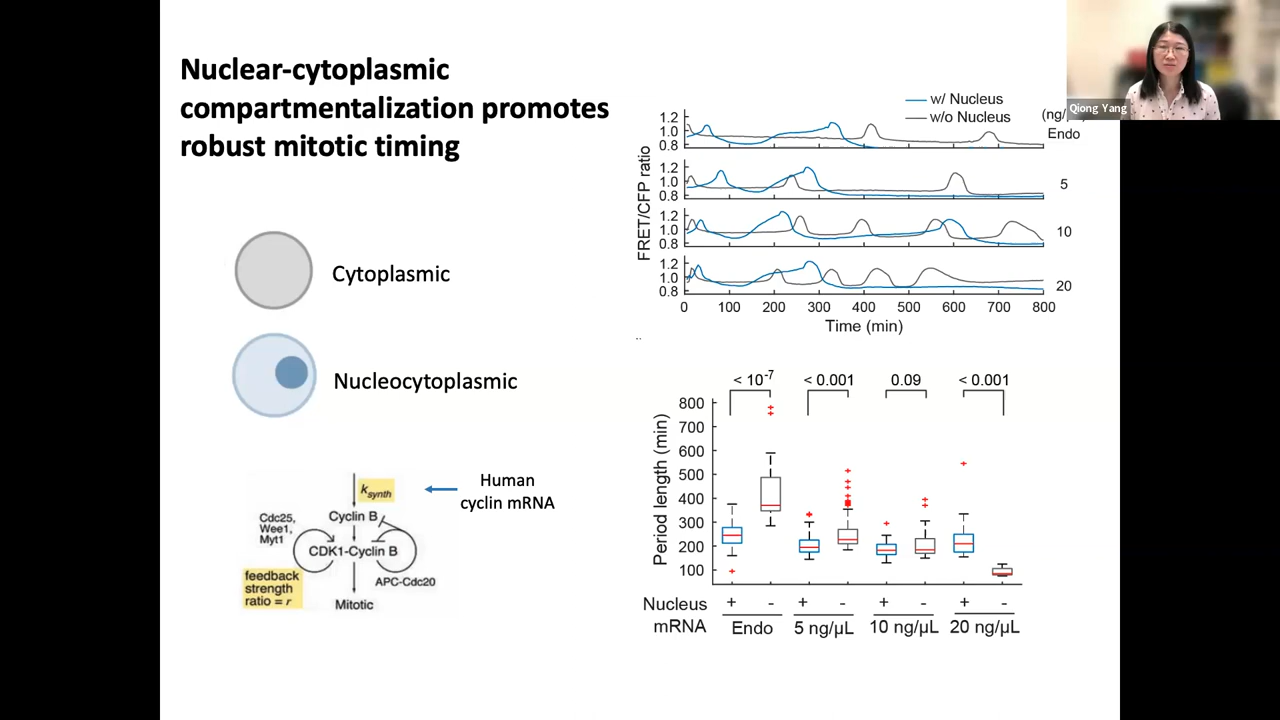 Nuclear-cytoplasmic
compartmentalization promotes
robust mitotic timing
Cytoplasmic
Nucleocytoplasmic
k synth
Human
cyclin mRNA
Cyclin B
Cdc25,
Wee1,
Myt1
CDK1-Cyclin B
feedback
strength
ratio = r
APC-Cdc20
Mitotic
w/ Nucleus
w/o Nucleus
(ng/
Endo
1.2
1.0
0.8
5
1.2
1.0
0.8
10
1.2
1.0
0.8
20
1.2
1.0
0.8
FRET/CFP ratio
0 100 200 300 400 500 600 700 800
Time (min)
< 10-7 < 0.001 0.09 < 0.001
800
700
600
500
400
300
200
100
Period length (min)
Nucleus + - + - + - + -
mRNA Endo 5 ng/μL 10 ng/μL 20 ng/μL
Qiong Yang